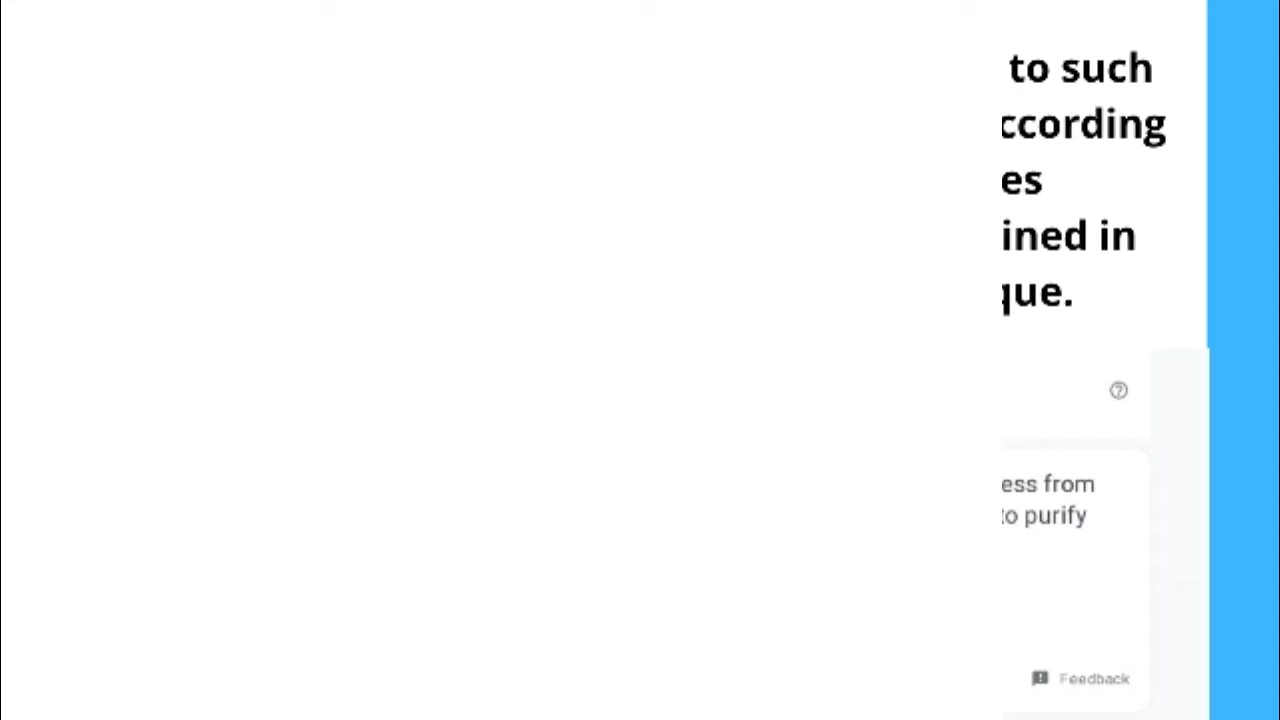 to such
ccording
es
ined in
que.
ess from
to purify
Feedback